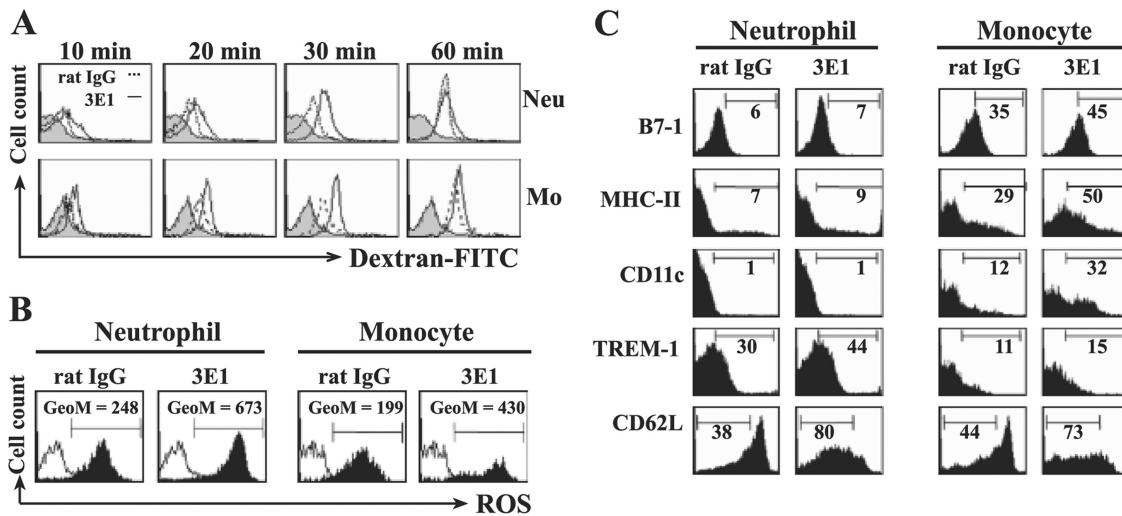 A
10 min 20 min 30 min 60 min
rat IgG
3E1
Neu
Mo
Cell count
Dextran-FITC
B
Neutrophil Monocyte
rat IgG 3E1 rat IgG 3E1
GeoM = 248 GeoM = 673 GeoM = 199 GeoM = 430
Cell count
ROS
C
Neutrophil Monocyte
rat IgG 3E1 rat IgG 3E1
B7-1 6 7 35 45
MHC-II 7 9 29 50
CD11c 1 1 12 32
TREM-1 30 44 11 15
CD62L 38 80 44 73